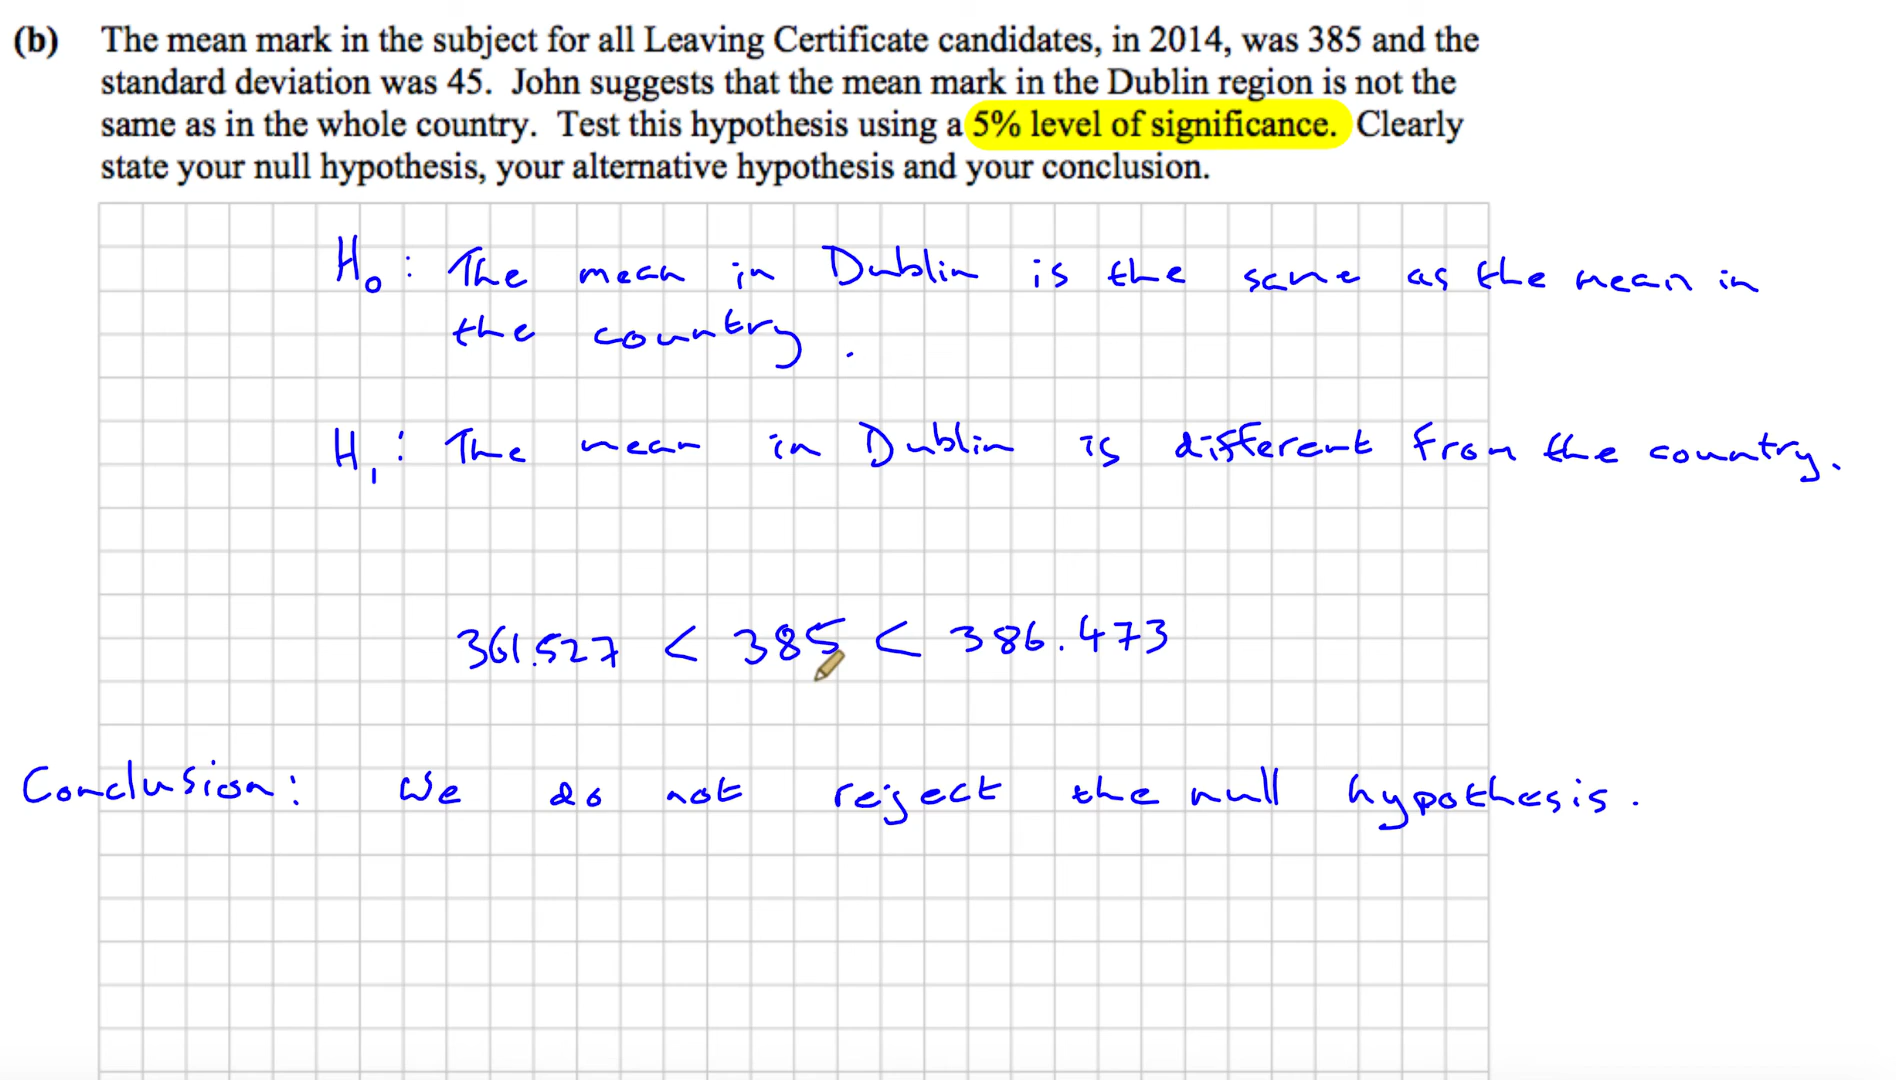 (b) The mean mark in the subject for all Leaving Certificate candidates, in 2014, was 385 and the
standard deviation was 45. John suggests that the mean mark in the Dublin region is not the
same as in the whole country. Test this hypothesis using a 5% level of significance. Clearly
state your null hypothesis, your alternative hypothesis and your conclusion.
H₀: The mean in Dublin is the same as the mean in
the country.
H₁: The mean in Dublin is different from the country.
361.527 < 385 < 386.473
Conclusion: We do not reject the null hypothesis.